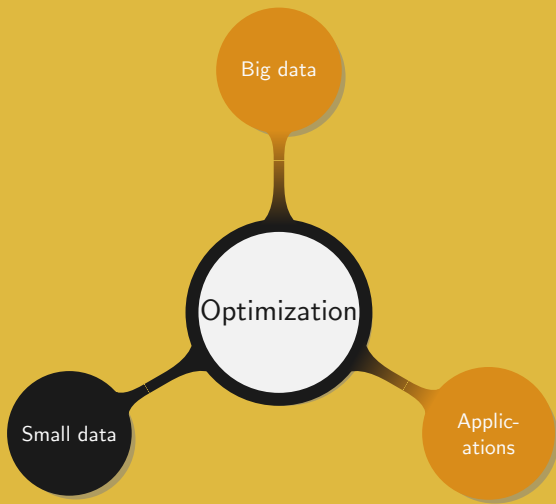 Big data
Optimization
Small data
Applic-
ations